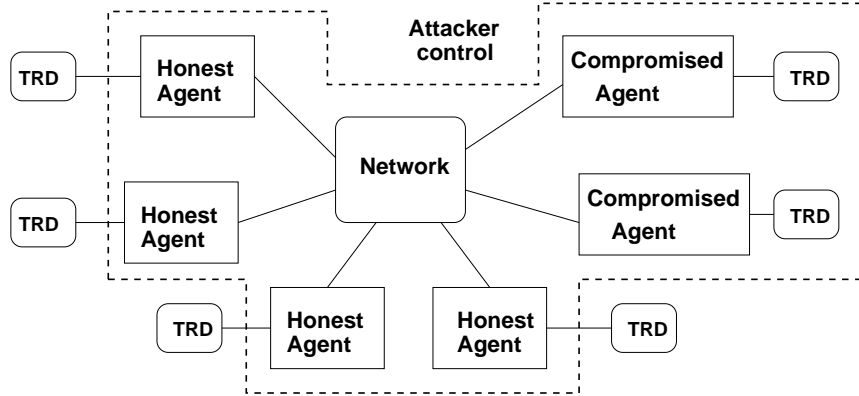 Attacker
control
TRD
Honest
Agent
Compromised
Agent
TRD
Network
TRD
Honest
Agent
Compromised
Agent
TRD
TRD
Honest
Agent
Honest
Agent
TRD